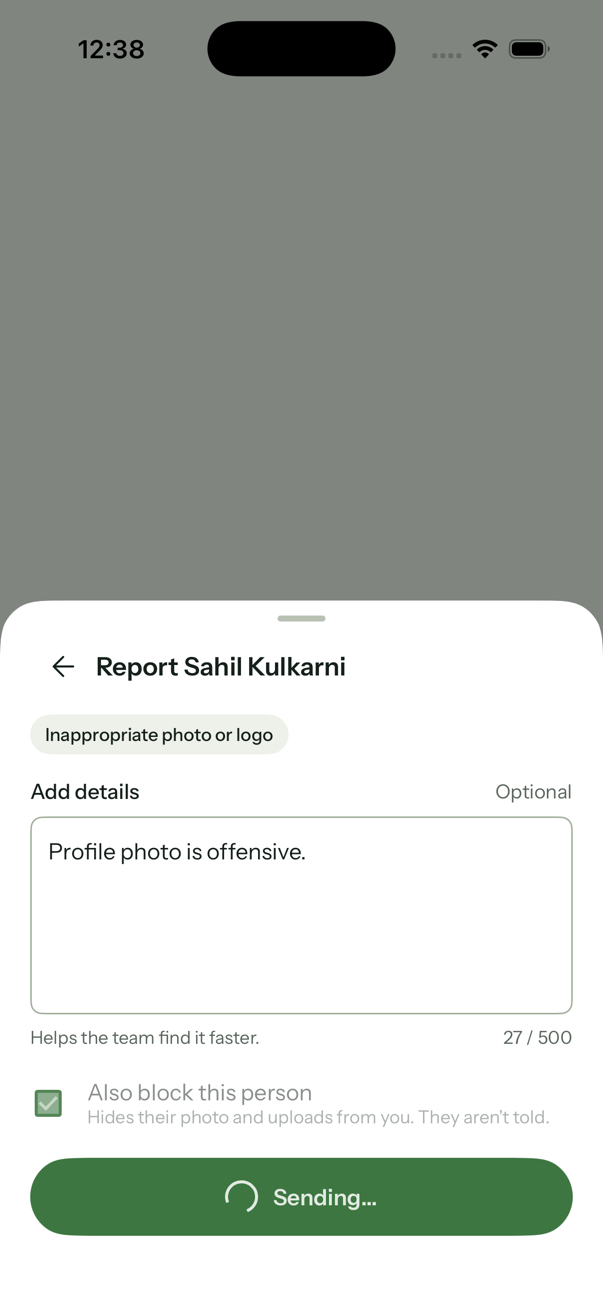 12:38
Report Sahil Kulkarni
Inappropriate photo or logo
Add details
Optional
Profile photo is offensive.
Helps the team find it faster.
27 / 500
Also block this person
Hides their photo and uploads from you. They aren't told.
Sending...